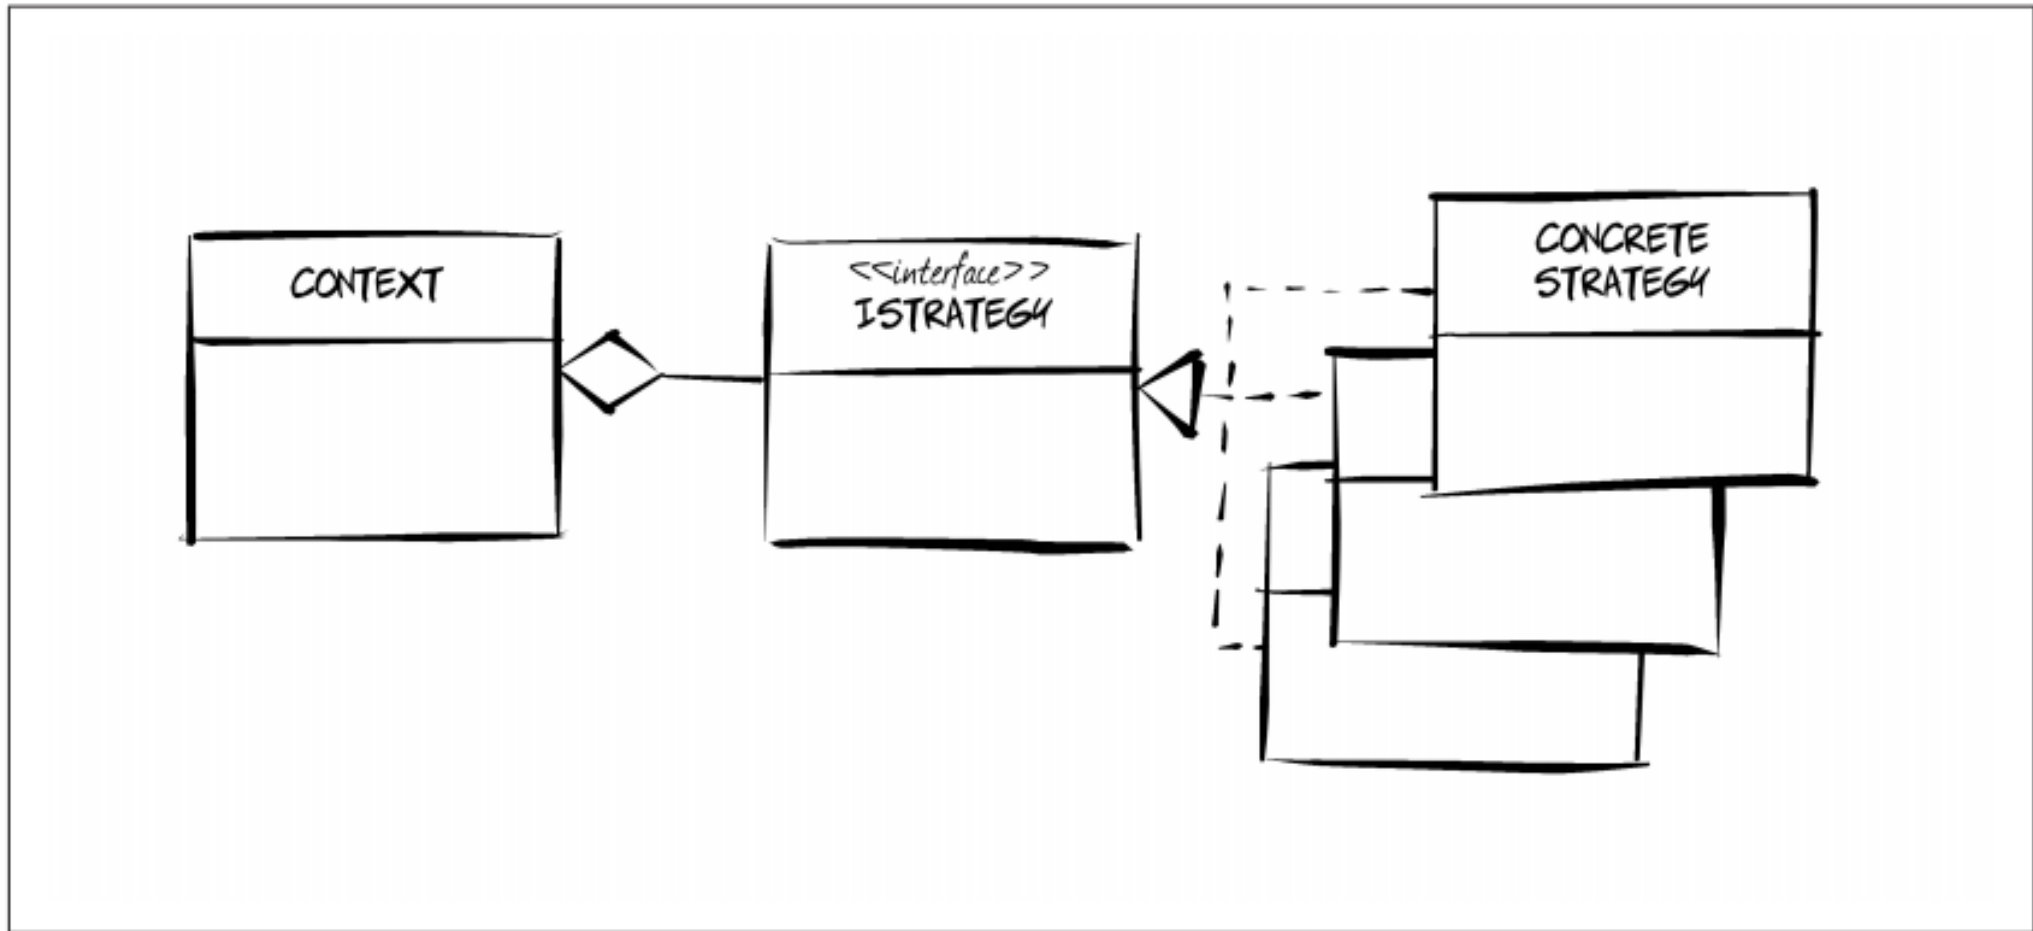 CONTEXT
<<interface>>
ISTRATEGY
CONCRETE
STRATEGY